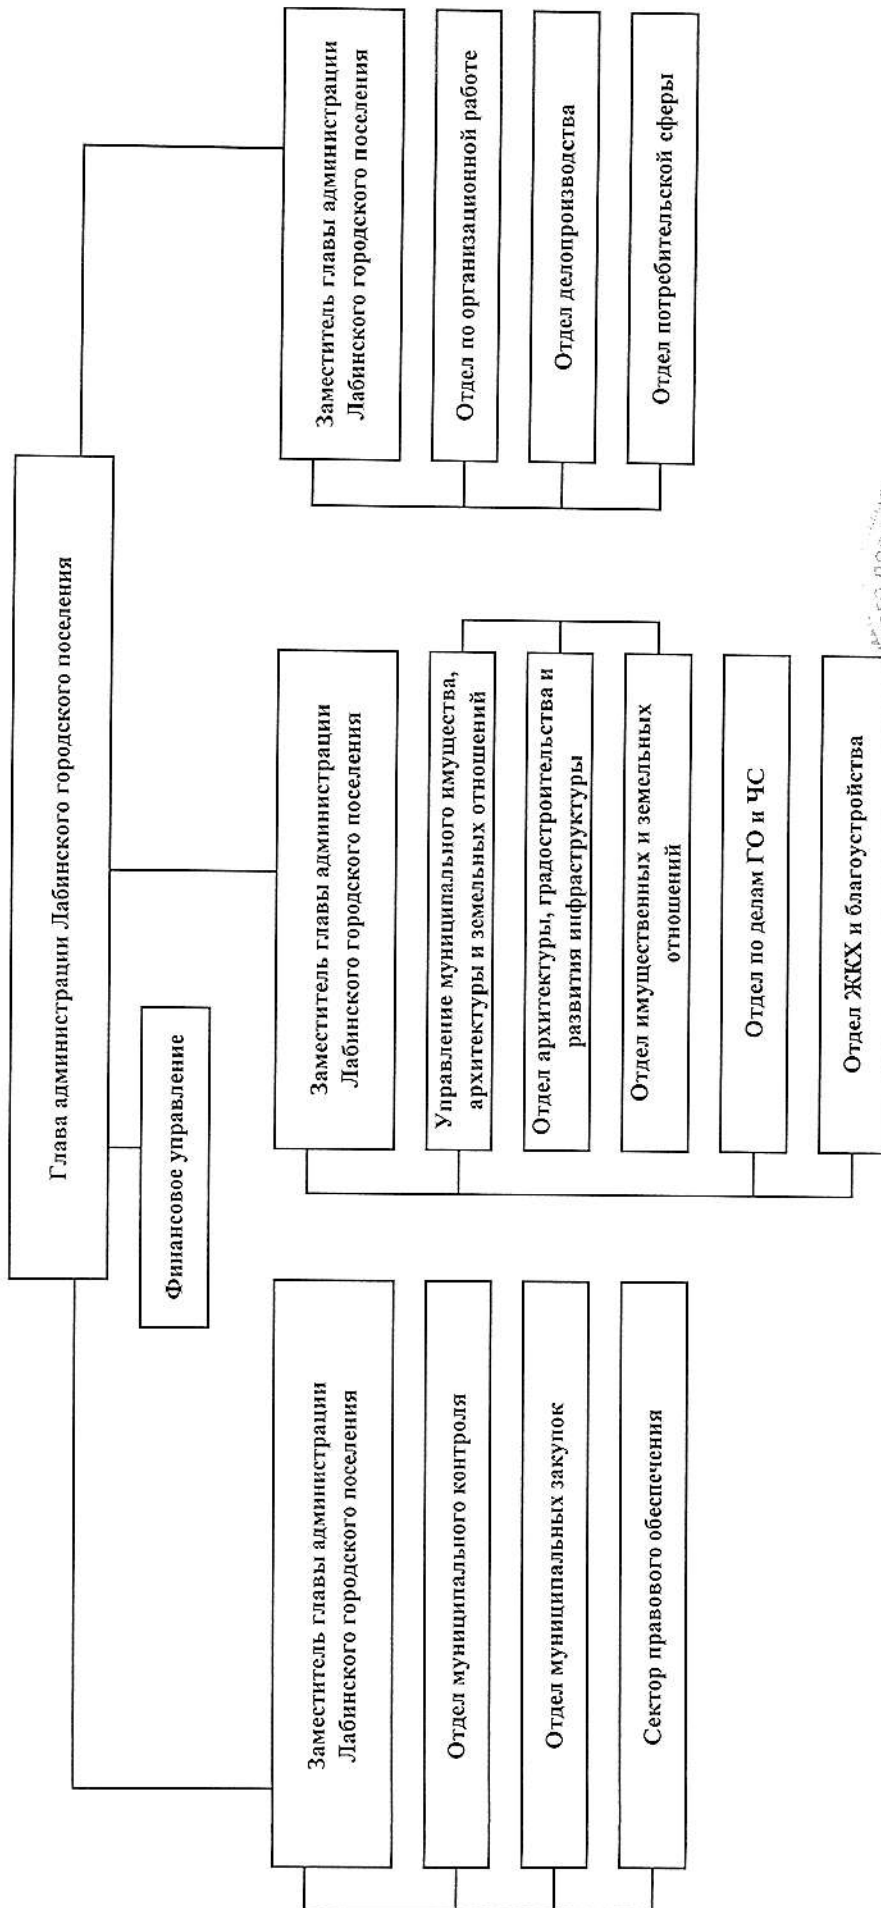 Глава администрации Лабинского городского поселения
Финансовое управление
Заместитель главы администрации
Лабинского городского поселения
Отдел муниципального контроля
Отдел муниципальных закупок
Сектор правового обеспечения
Заместитель главы администрации
Лабинского городского поселения
Управление муниципального имущества,
архитектуры и земельных отношений
Отдел архитектуры, градостроительства и
развития инфраструктуры
Отдел имущественных и земельных
отношений
Отдел по делам ГО и ЧС
Отдел ЖКХ и благоустройства
Заместитель главы администрации
Лабинского городского поселения
Отдел по организационной работе
Отдел делопроизводства
Отдел потребительской сферы